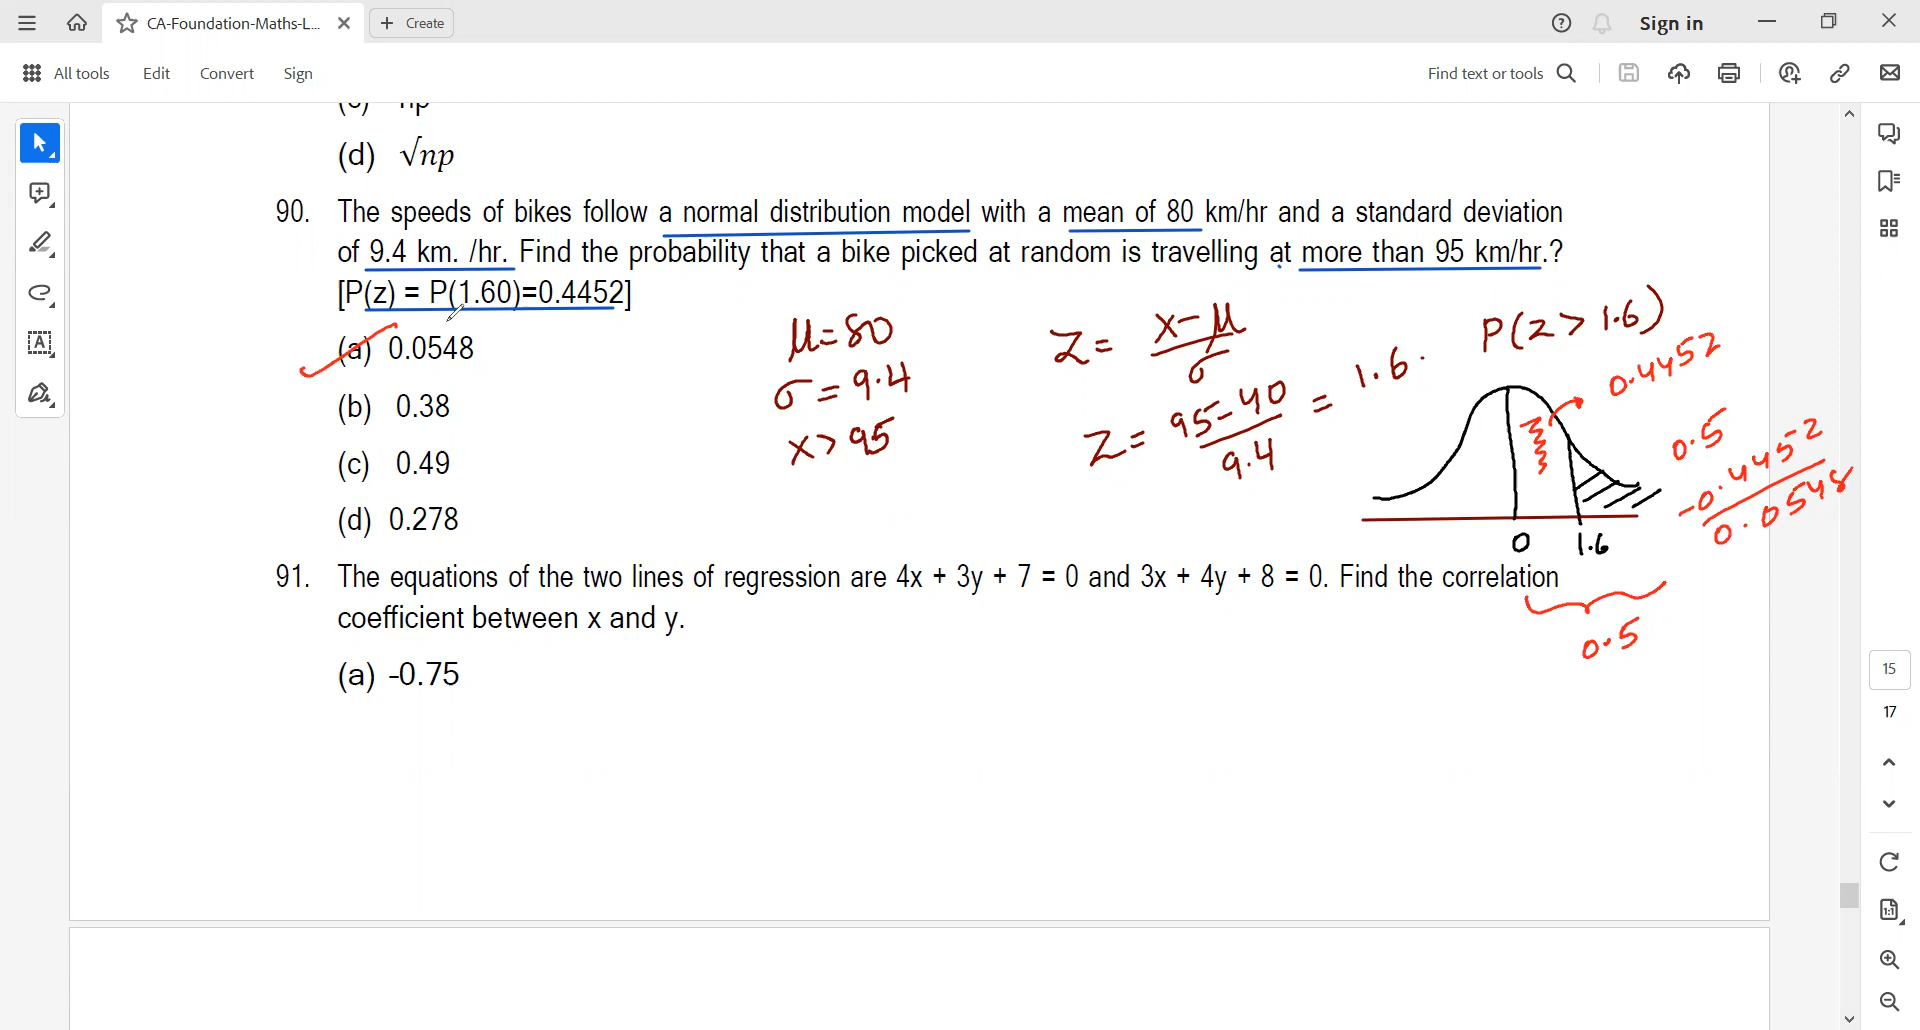 CA-Foundation-Maths-L...
Create
Sign in
All tools
Edit
Convert
Sign
Find text or tools
(c) np
(d) √np
90. The speeds of bikes follow a normal distribution model with a mean of 80 km/hr and a standard deviation
of 9.4 km. /hr. Find the probability that a bike picked at random is travelling at more than 95 km/hr.?
[P(z) = P(1.60)=0.4452]
(a) 0.0548
(b) 0.38
(c) 0.49
(d) 0.278
μ=80
σ=9.4
x>95
Z= x-μ/σ
Z= 95-40/9.4 = 1.6.
P(Z>1.6)
0.4452
0 1.6
0.5
-0.4452
0.0548
0.5
91. The equations of the two lines of regression are 4x + 3y + 7 = 0 and 3x + 4y + 8 = 0. Find the correlation
coefficient between x and y.
(a) -0.75
15
17
1:1